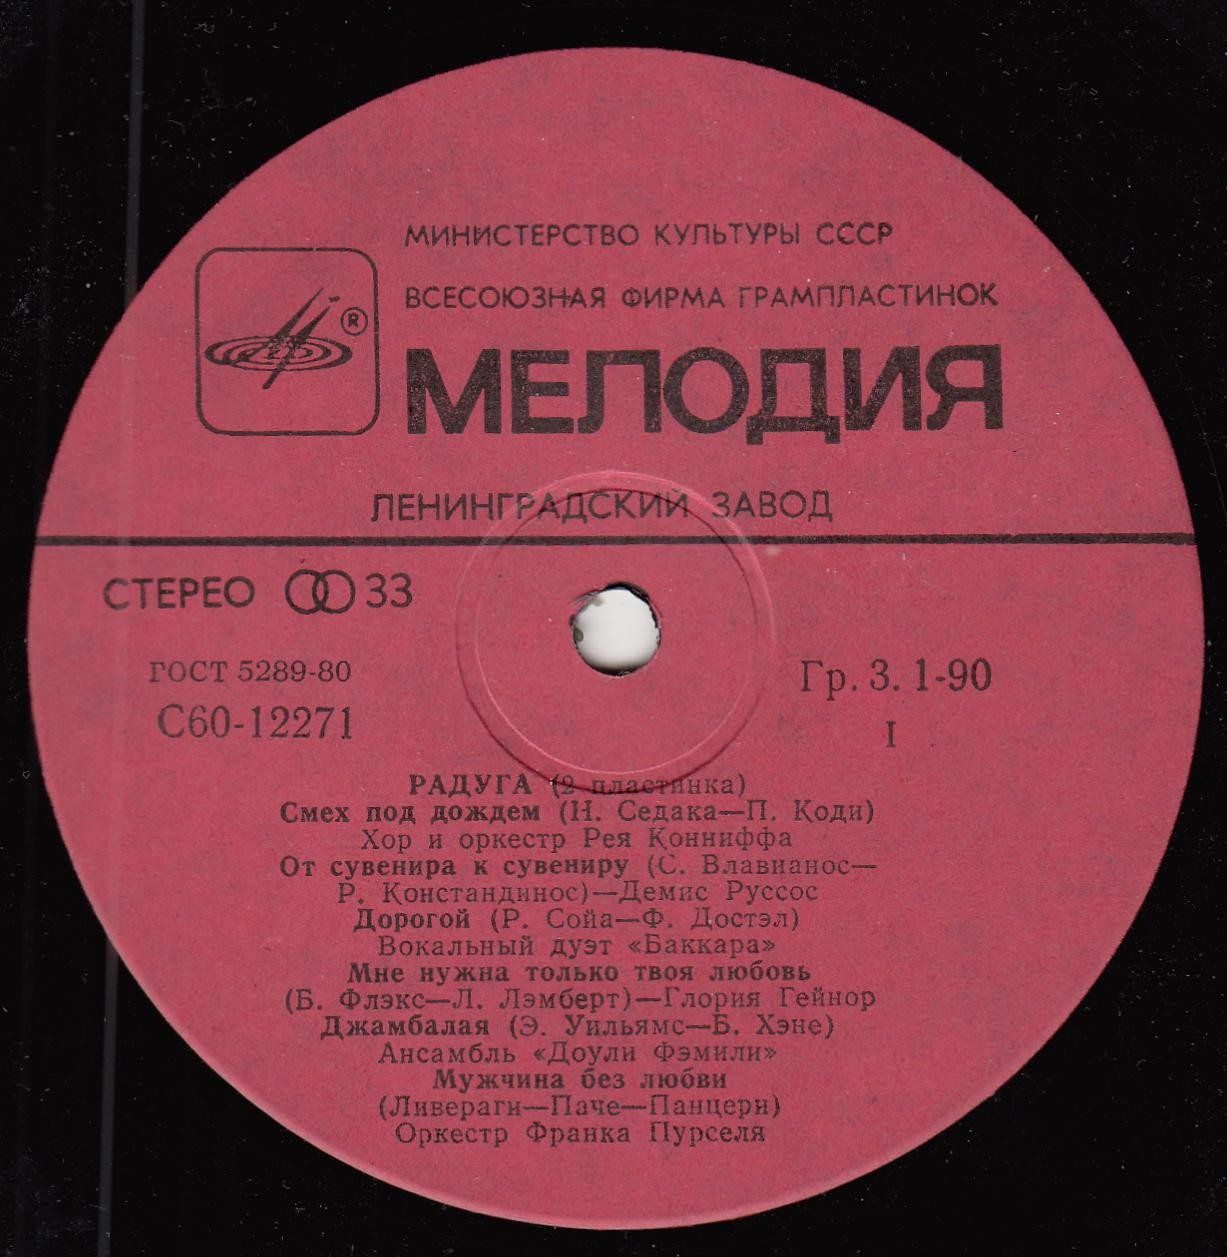 МИНИСТЕРСТВО КУЛЬТУРЫ СССР
ВСЕСОЮЗНАЯ ФИРМА ГРАМПЛАСТИНОК
®
МЕЛОДИЯ
ЛЕНИНГРАДСКИЙ ЗАВОД
СТЕРЕО 33
ГОСТ 5289-80
Гр. 3. 1-90
С60-12271
I
РАДУГА (2 пластинка)
Смех под дождем (Н. Седака—П. Коди)
Хор и оркестр Рея Конниффа
От сувенира к сувениру (С. Влавианос—
Р. Константдинос)—Демис Руссос
Дорогой (Р. Сойа—Ф. Достэл)
Вокальный дуэт «Баккара»
Мне нужна только твоя любовь
(Б. Флэкс—Л. Лэмберт)—Глория Гейнор
Джамбалая (Э. Уильямс—Б. Хэне)
Ансамбль «Доули Фэмили»
Мужчина без любви
(Ливераги—Паче—Панцери)
Оркестр Франка Пурселя